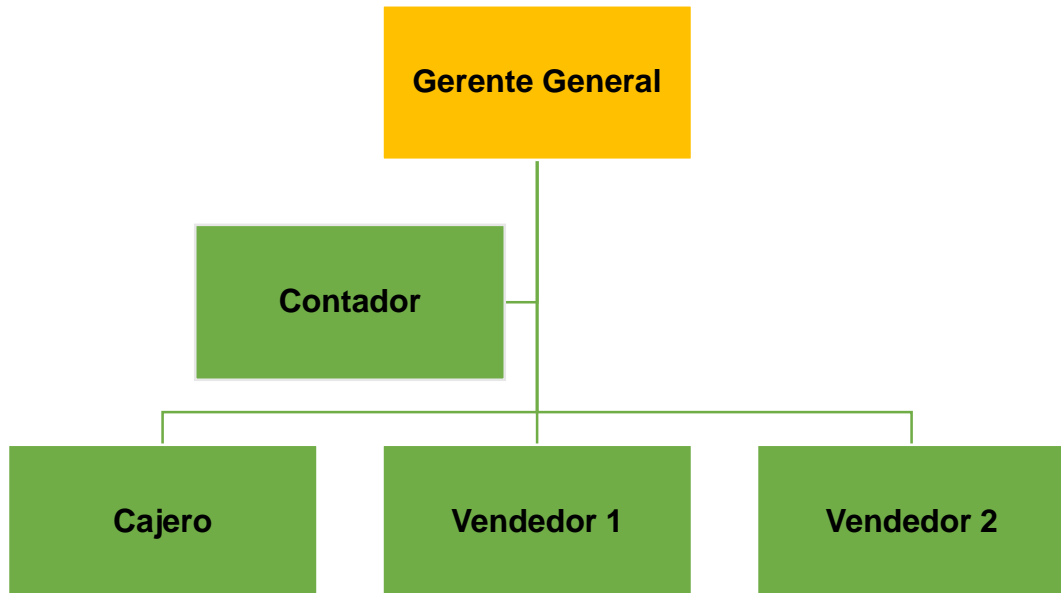 Gerente General
Contador
Cajero
Vendedor 1
Vendedor 2